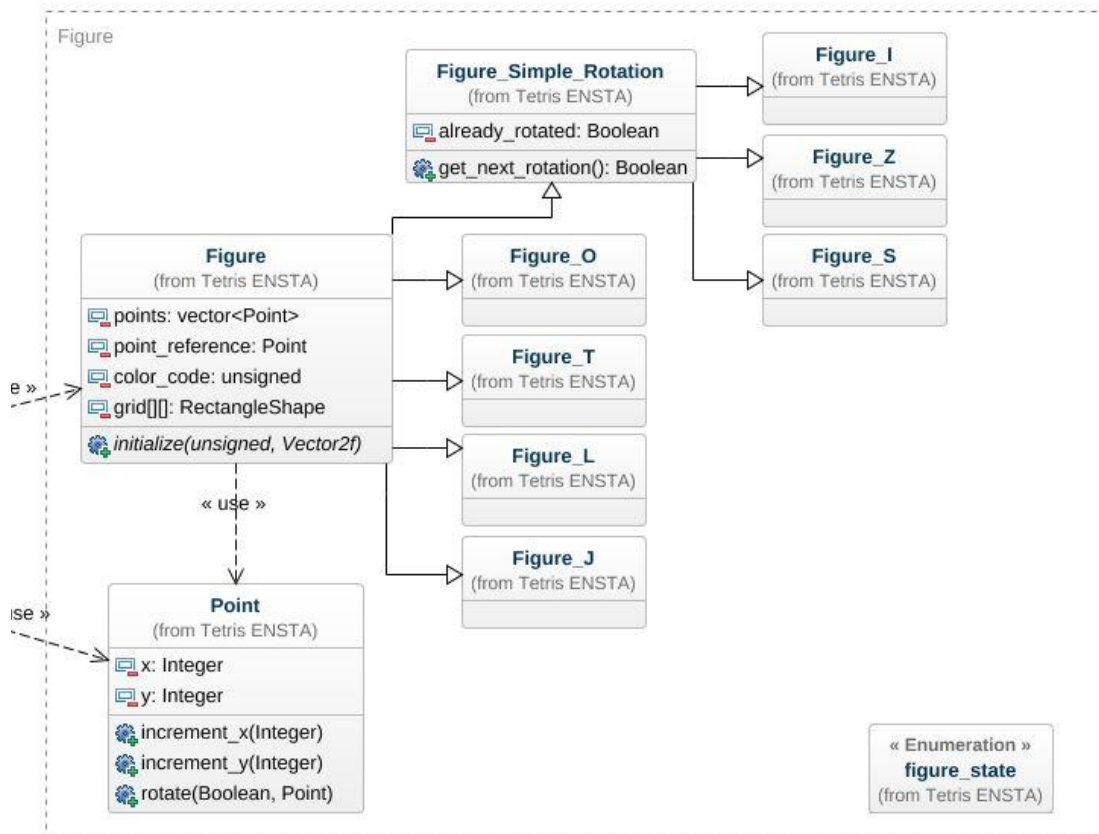 Figure
Figure_Simple_Rotation
(from Tetris ENSTA)
already_rotated: Boolean
get_next_rotation(): Boolean
Figure_I
(from Tetris ENSTA)
Figure_Z
(from Tetris ENSTA)
Figure_S
(from Tetris ENSTA)
Figure
(from Tetris ENSTA)
points: vector<Point>
point_reference: Point
color_code: unsigned
grid[][]: RectangleShape
initialize(unsigned, Vector2f)
Figure_O
(from Tetris ENSTA)
Figure_T
(from Tetris ENSTA)
Figure_L
(from Tetris ENSTA)
Figure_J
(from Tetris ENSTA)
e »
« use »
use »
Point
(from Tetris ENSTA)
x: Integer
y: Integer
increment_x(Integer)
increment_y(Integer)
rotate(Boolean, Point)
« Enumeration »
figure_state
(from Tetris ENSTA)